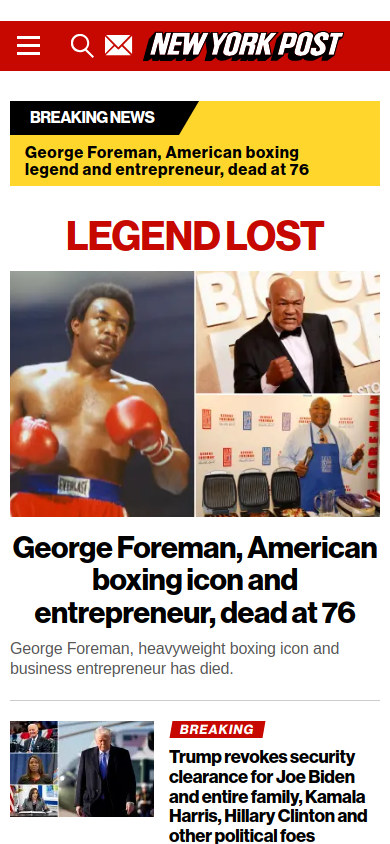 NEW YORK POST
BREAKING NEWS
George Foreman, American boxing
legend and entrepreneur, dead at 76
LEGEND LOST
EVERLAST
FOREMAN
George Foreman, American
boxing icon and
entrepreneur, dead at 76
George Foreman, heavyweight boxing icon and
business entrepreneur has died.
BREAKING
Trump revokes security
clearance for Joe Biden
and entire family, Kamala
Harris, Hillary Clinton and
other political foes